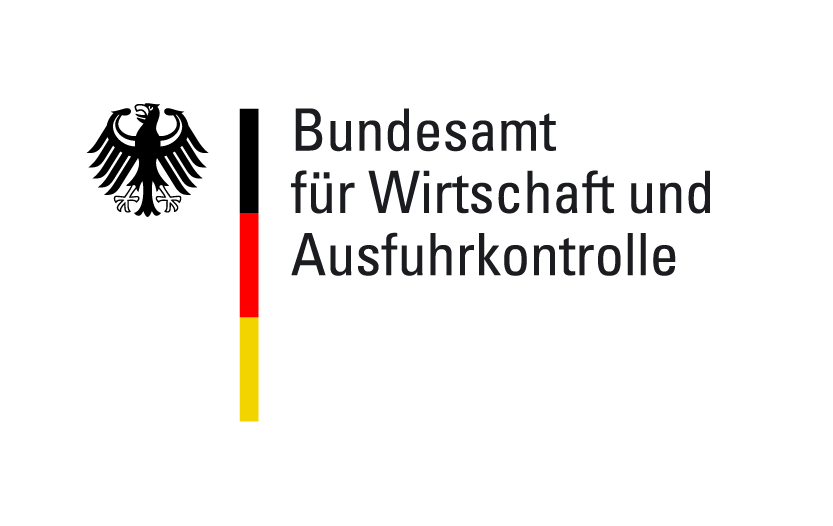 Bundesamt
für Wirtschaft und
Ausfuhrkontrolle